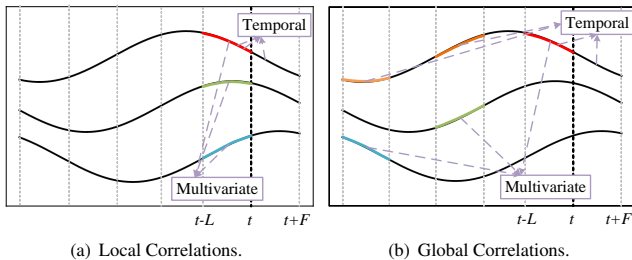 Temporal
Multivariate
t-L t t+F
(a) Local Correlations.
Temporal
Multivariate
t-L t t+F
(b) Global Correlations.